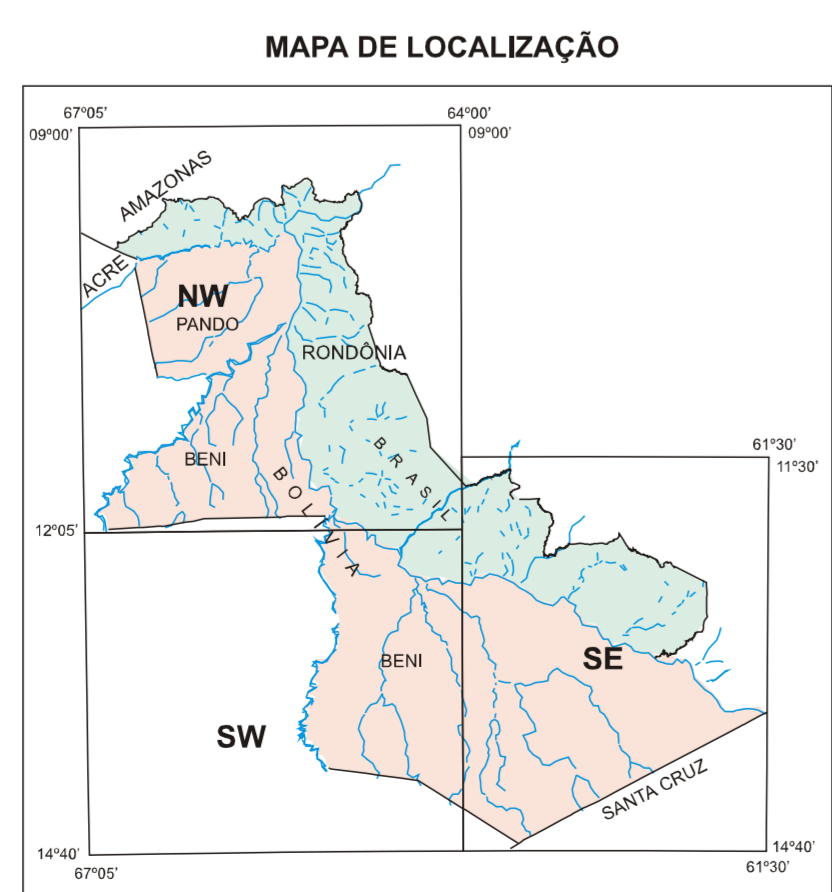 MAPA DE LOCALIZAÇÃO
67º05'
64º00'
09º00'
09º00'
AMAZONAS
ACRE
NW
PANDO
RONDÔNIA
BRASIL
61º30'
11º30'
BENI
BOLIVIA
12º05'
BENI
SE
SW
SANTA CRUZ
14º40'
14º40'
67º05'
61º30'